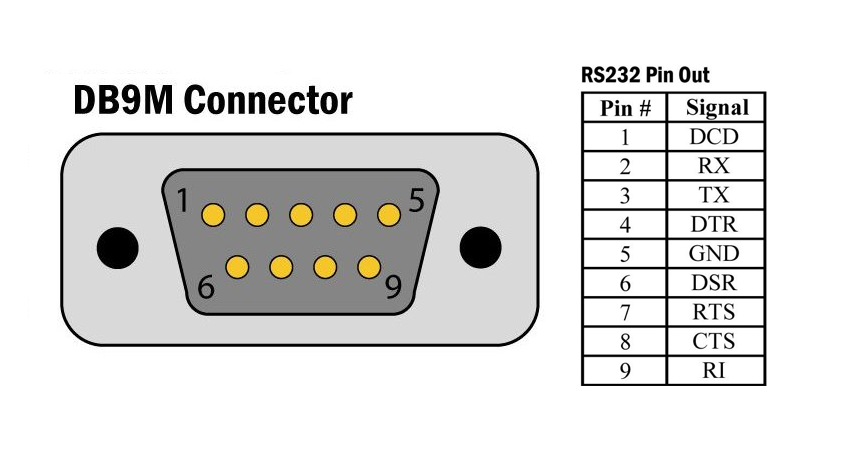 DB9M Connector
1 5
6 9
RS232 Pin Out
Pin # Signal
1 DCD
2 RX
3 TX
4 DTR
5 GND
6 DSR
7 RTS
8 CTS
9 RI